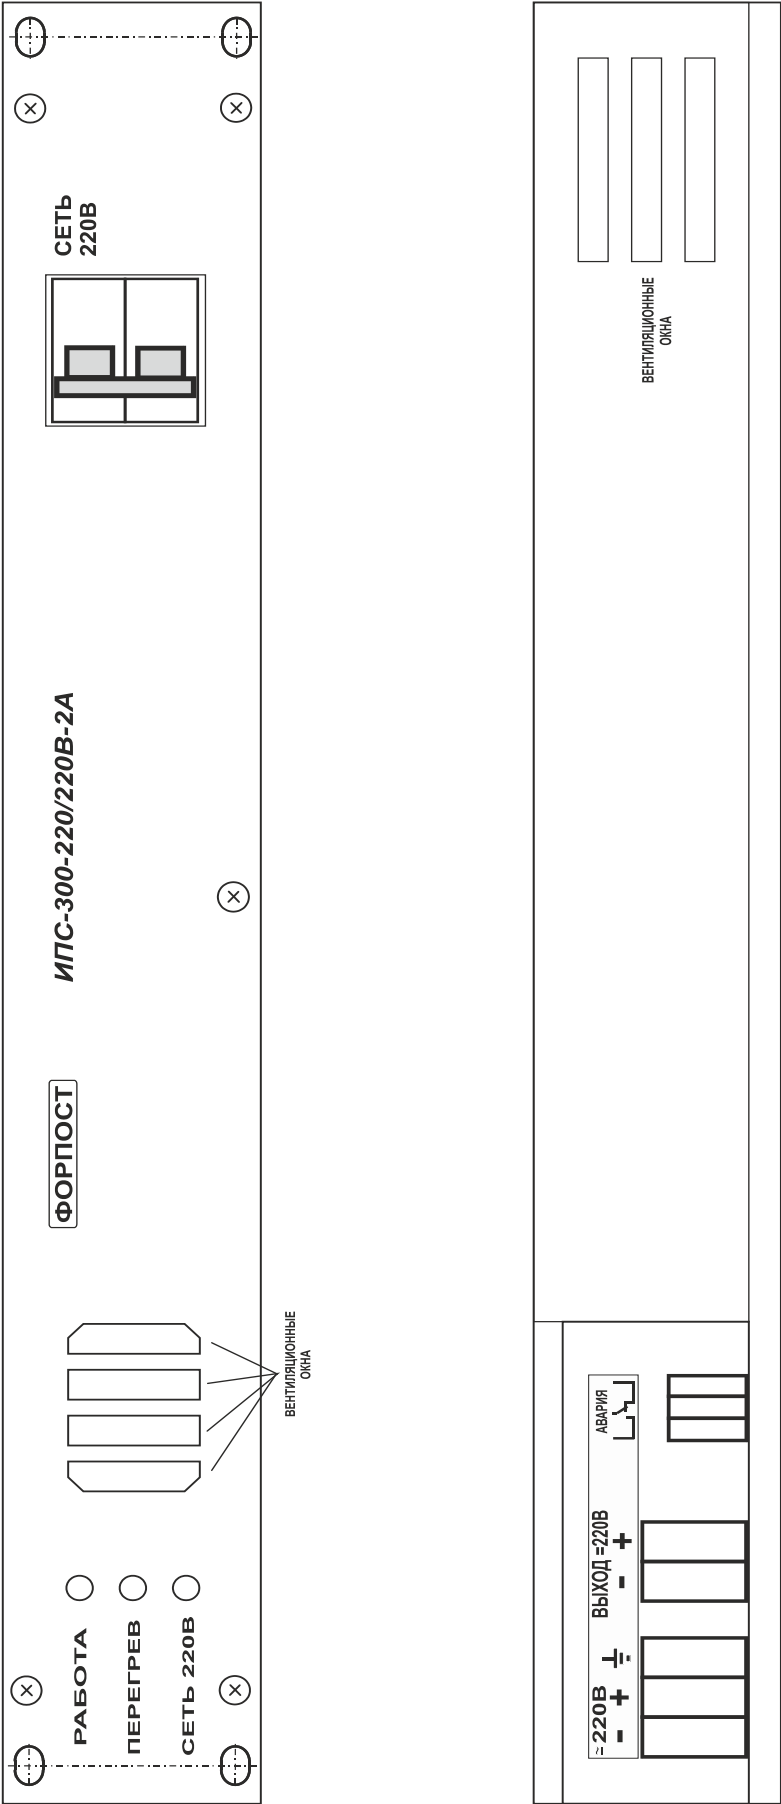 СЕТЬ
220В
ИПС-300-220/220В-2А
ФОРПОСТ
ВЕНТИЛЯЦИОННЫЕ
ОКНА
РАБОТА
ПЕРЕГРЕВ
СЕТЬ 220В
ВЕНТИЛЯЦИОННЫЕ
ОКНА
АВАРИЯ
ВЫХОД =220В
- +
≂ 220В
- +